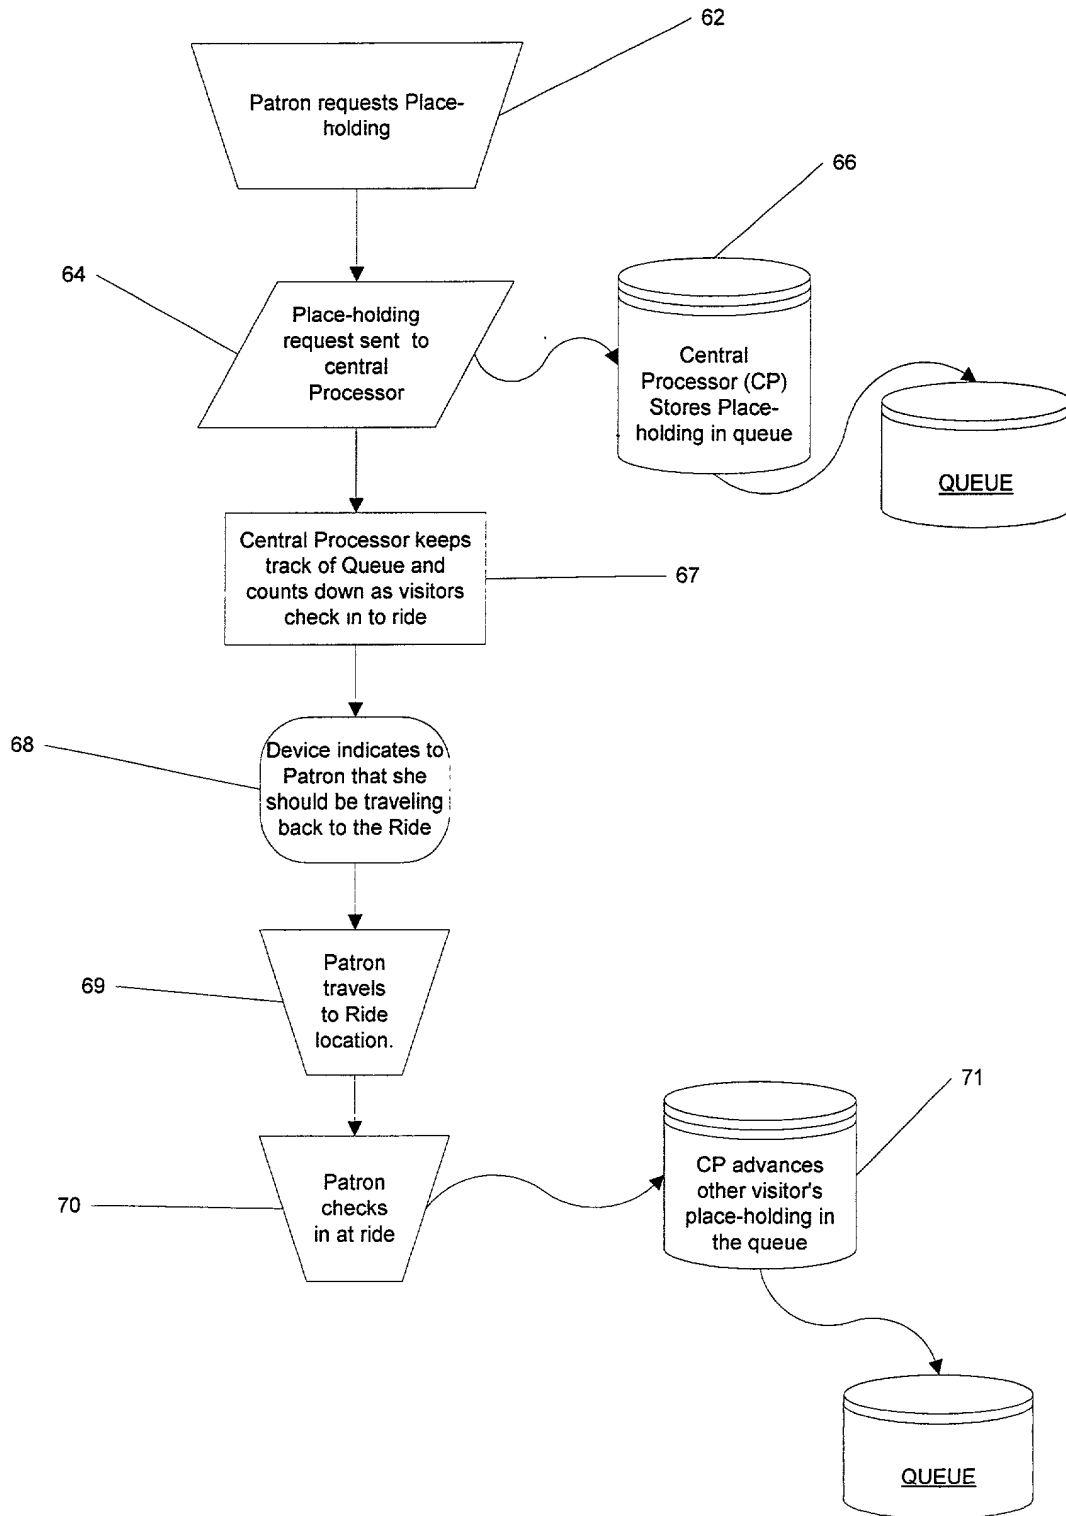 62
Patron requests Place-
holding
66
64
Place-holding
request sent to
central
Processor
Central
Processor (CP)
Stores Place-
holding in queue
QUEUE
Central Processor keeps
track of Queue and
counts down as visitors
check in to ride
67
68
Device indicates to
Patron that she
should be traveling
back to the Ride
69
Patron
travels
to Ride
location.
71
70
Patron
checks
in at ride
CP advances
other visitor's
place-holding in
the queue
QUEUE